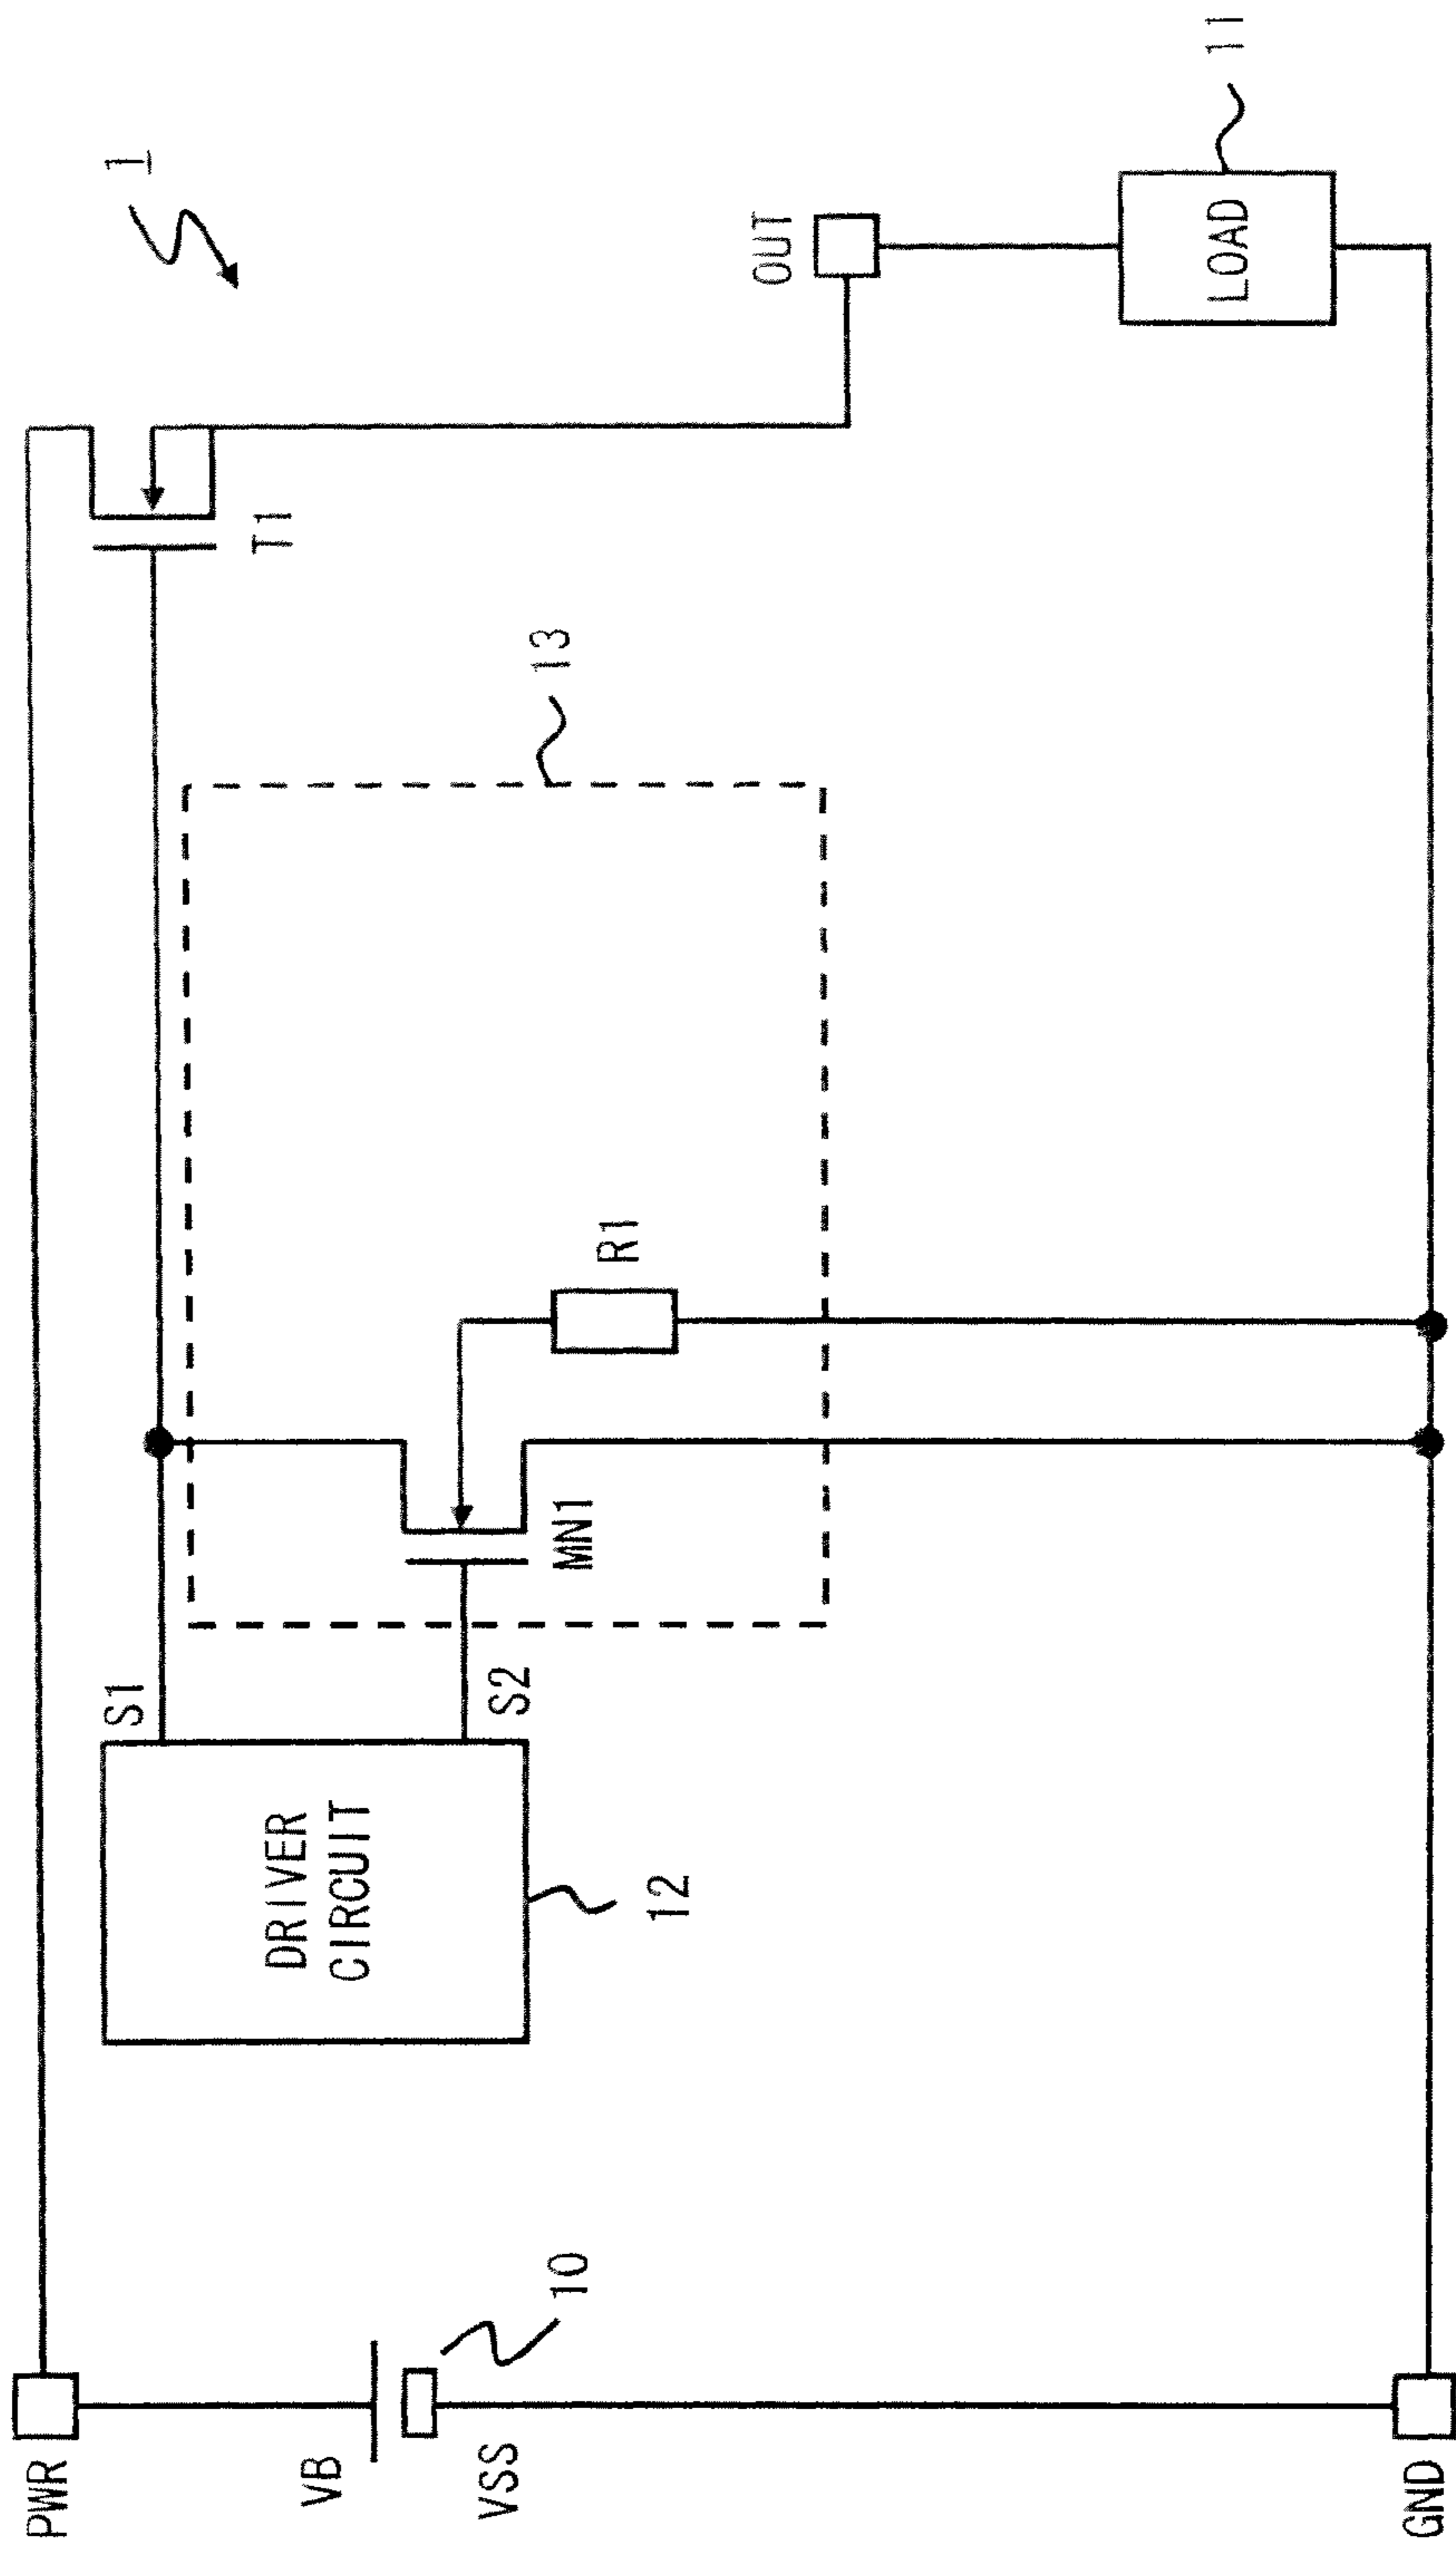 1
PWR
VB
10
VSS
GND
DRIVER
CIRCUIT
12
S1
S2
MN1
R1
13
T1
OUT
LOAD
11